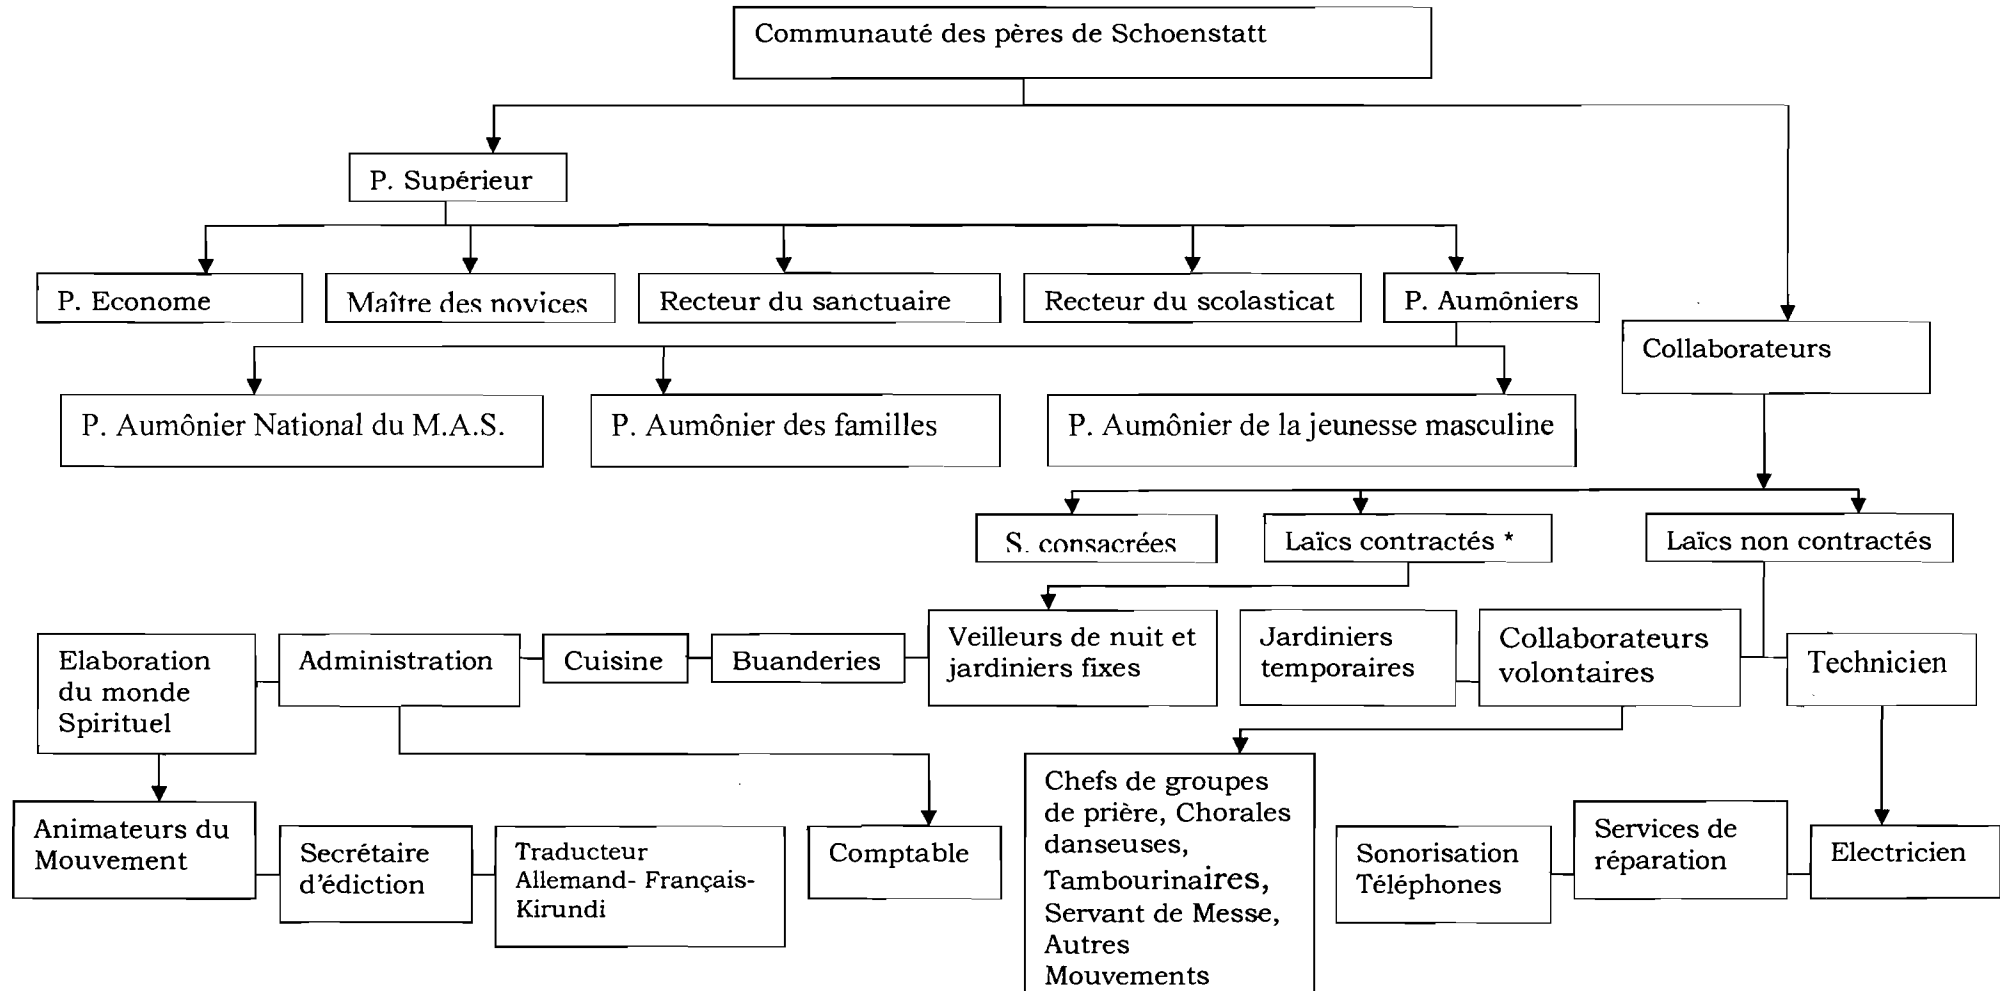 Communauté des pères de Schoenstatt
P. Supérieur
P. Econome
Maître des novices
Recteur du sanctuaire
Recteur du scolasticat
P. Aumôniers
Collaborateurs
P. Aumônier National du M.A.S.
P. Aumônier des familles
P. Aumônier de la jeunesse masculine
S. consacrées
Laïcs contractés *
Laïcs non contractés
Elaboration
du monde
Spirituel
Administration
Cuisine
Buanderies
Veilleurs de nuit et
jardiniers fixes
Jardiniers
temporaires
Collaborateurs
volontaires
Technicien
Animateurs du
Mouvement
Secrétaire
d'édiction
Traducteur
Allemand- Français-
Kirundi
Comptable
Chefs de groupes
de prière, Chorales
danseuses,
Tambourinaires,
Servant de Messe,
Autres
Mouvements
Sonorisation
Téléphones
Services de
réparation
Electricien